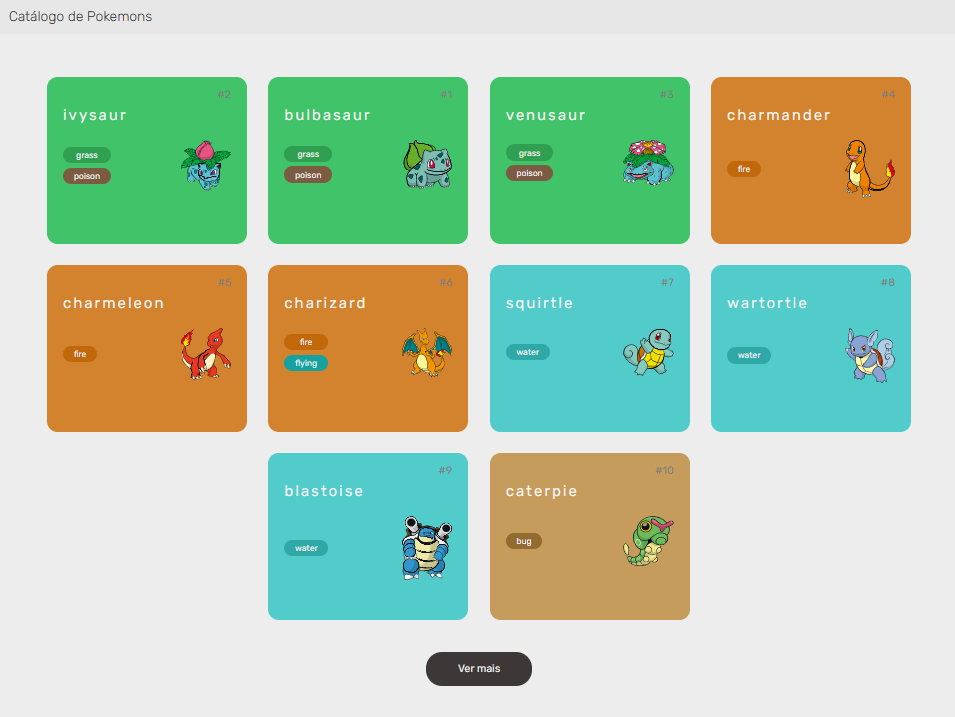 Catálogo de Pokemons
#2
ivysaur
grass
poison
#1
bulbasaur
grass
poison
#3
venusaur
grass
poison
#4
charmander
fire
#5
charmeleon
fire
#6
charizard
fire
flying
#7
squirtle
water
#8
wartortle
water
#9
blastoise
water
#10
caterpie
bug
Ver mais